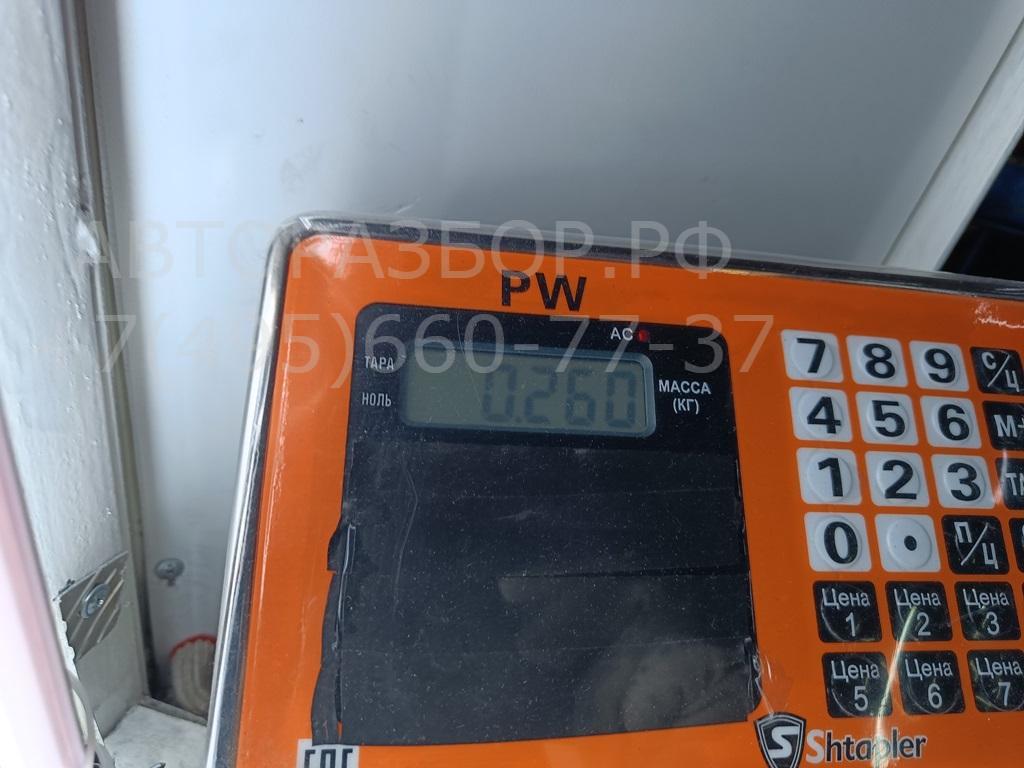 АВТОРАЗБОР.РФ
+7(495)660-77-37
PW
AC
ТАРА
НОЛЬ
0.260
МАССА
(КГ)
7 8 9 С/Ц
4 5 6 М+
1 2 3
0 . П/Ц
Цена 1 Цена 2 Цена 3
Цена 5 Цена 6 Цена 7
S Shtapler